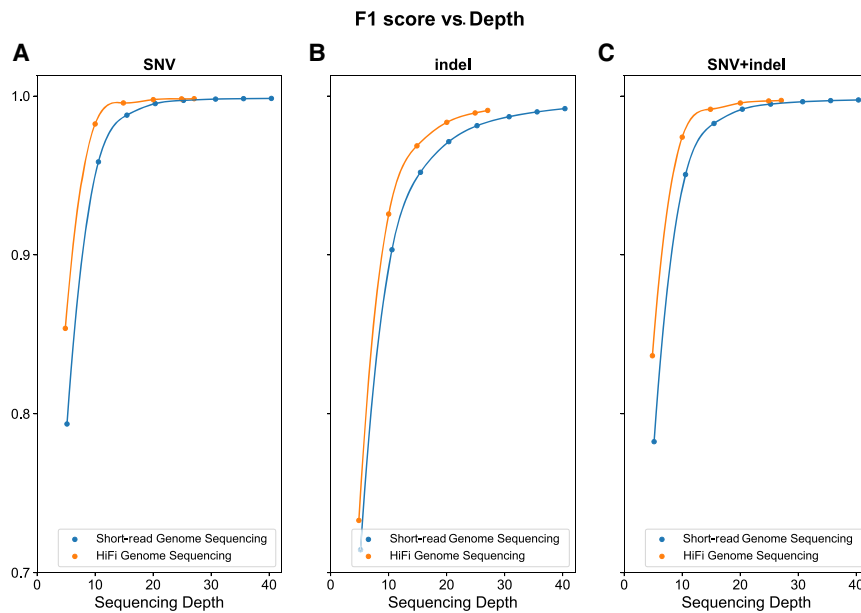 F1 score vs. Depth
A
SNV
B
indel
C
SNV+indel
1.0
0.9
0.8
0.7
Short-read Genome Sequencing
HiFi Genome Sequencing
Short-read Genome Sequencing
HiFi Genome Sequencing
Short-read Genome Sequencing
HiFi Genome Sequencing
0 10 20 30 40
0 10 20 30 40
0 10 20 30 40
Sequencing Depth
Sequencing Depth
Sequencing Depth